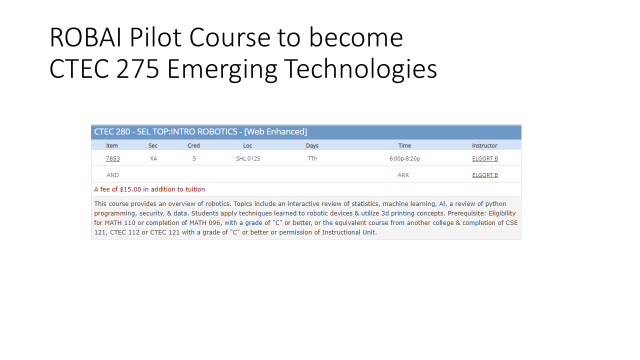 ROBAI Pilot Course to become
CTEC 275 Emerging Technologies
CTEC 280 - SEL TOP:INTRO ROBOTICS - [Web Enhanced]
Item Sec Cred Loc Days Time Instructor
7853 XA 5 SHL 0125 TTh 6:00p-8:20p ELGORT B
AND ARR ELGORT B
A fee of $15.00 in addition to tuition
This course provides an overview of robotics. Topics include an interactive review of statistics, machine learning, AI, a review of python
programming, security, & data. Students apply techniques learned to robotic devices & utilize 3d printing concepts. Prerequisite: Eligibility
for MATH 110 or completion of MATH 096, with a grade of "C" or better, or the equivalent course from another college & completion of CSE
121, CTEC 112 or CTEC 121 with a grade of "C" or better or permission of Instructional Unit.